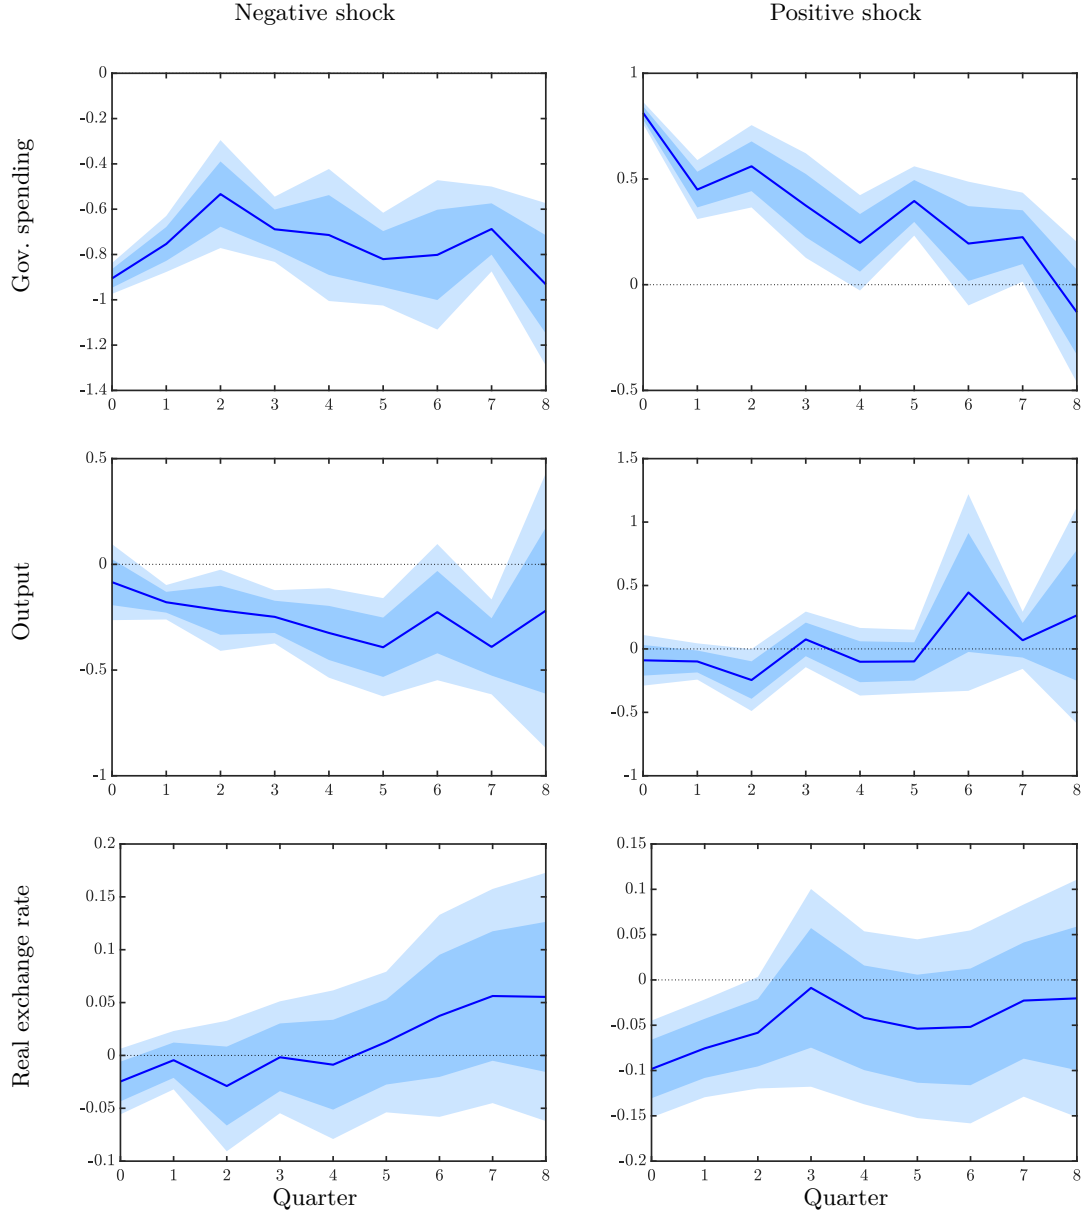 Negative shock
Positive shock
Gov. spending
0
-0.2
-0.4
-0.6
-0.8
-1
-1.2
-1.4
0 1 2 3 4 5 6 7 8
1
0.5
0
-0.5
0 1 2 3 4 5 6 7 8
Output
0.5
0
-0.5
-1
0 1 2 3 4 5 6 7 8
1.5
1
0.5
0
-0.5
-1
0 1 2 3 4 5 6 7 8
Real exchange rate
0.2
0.15
0.1
0.05
0
-0.05
-0.1
0 1 2 3 4 5 6 7 8
Quarter
0.15
0.1
0.05
0
-0.05
-0.1
-0.15
-0.2
0 1 2 3 4 5 6 7 8
Quarter